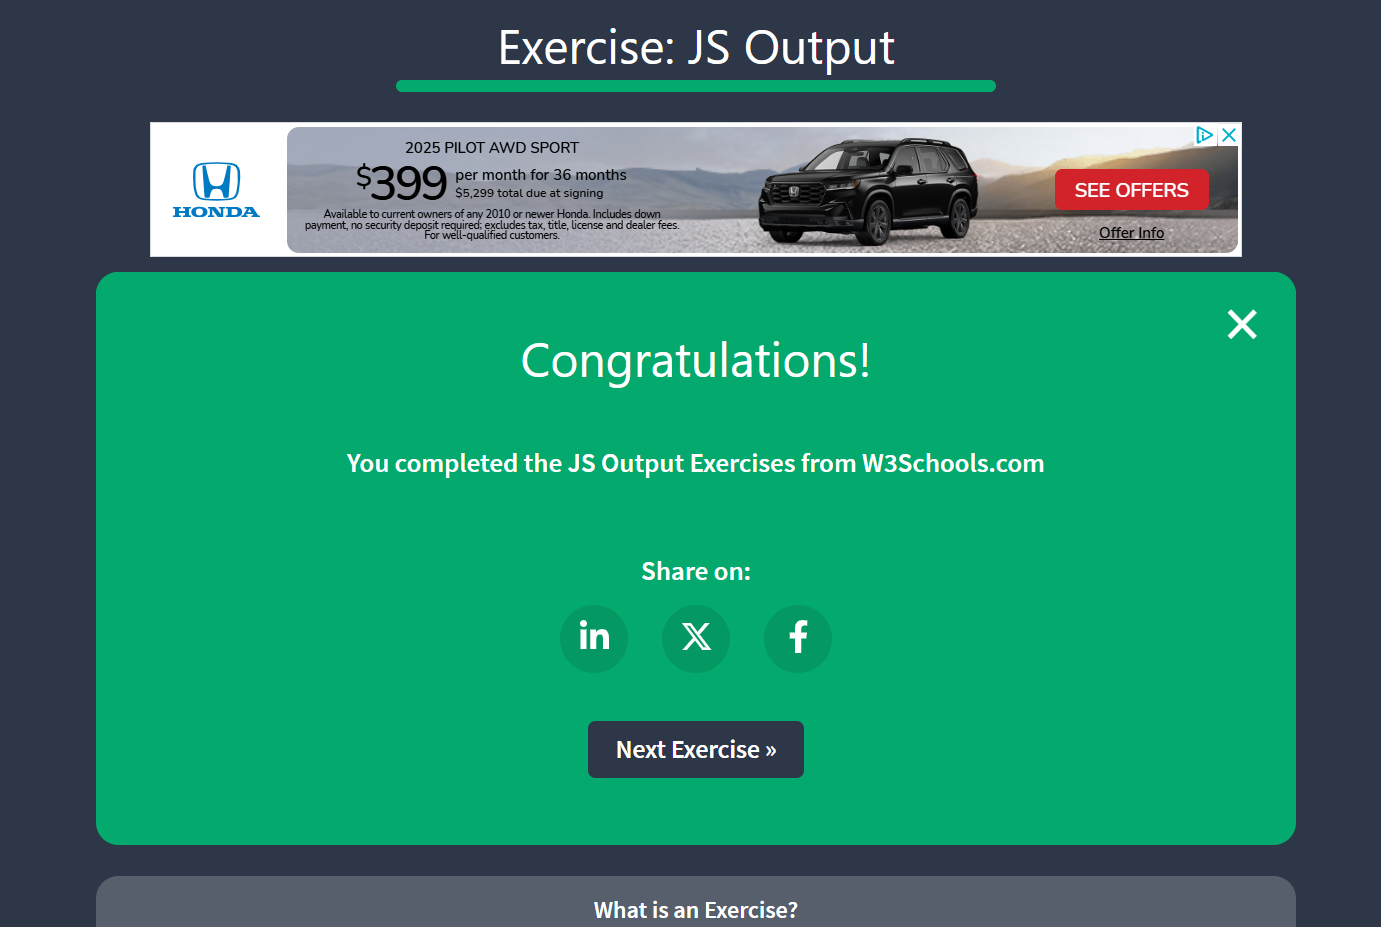 Exercise: JS Output
HONDA
2025 PILOT AWD SPORT
$399 per month for 36 months
$5,299 total due at signing
Available to current owners of any 2010 or newer Honda. Includes down
payment, no security deposit required; excludes tax, title, license and dealer fees.
For well-qualified customers.
SEE OFFERS
Offer Info
Congratulations!
You completed the JS Output Exercises from W3Schools.com
Share on:
Next Exercise »
What is an Exercise?